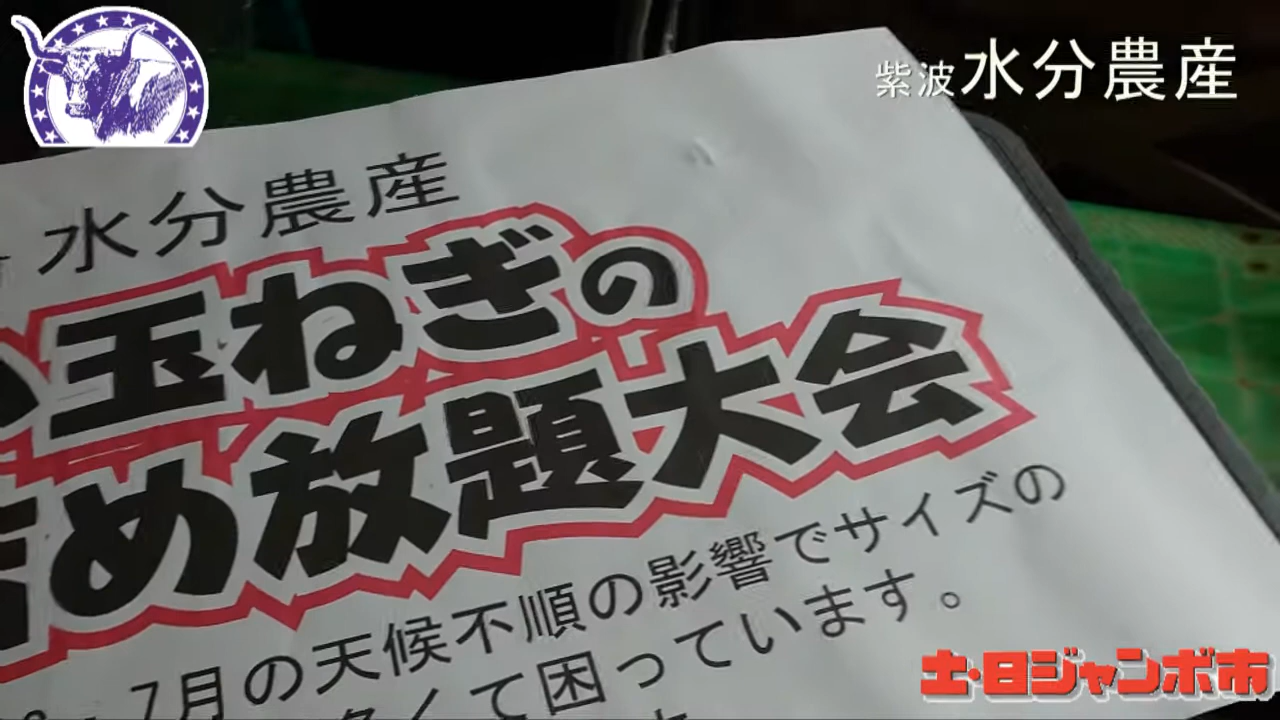 紫波水分農産
水分農産
玉ねぎの
詰め放題大会
7月の天候不順の影響でサイズの
くて困っています。
土・日ジャンボ市